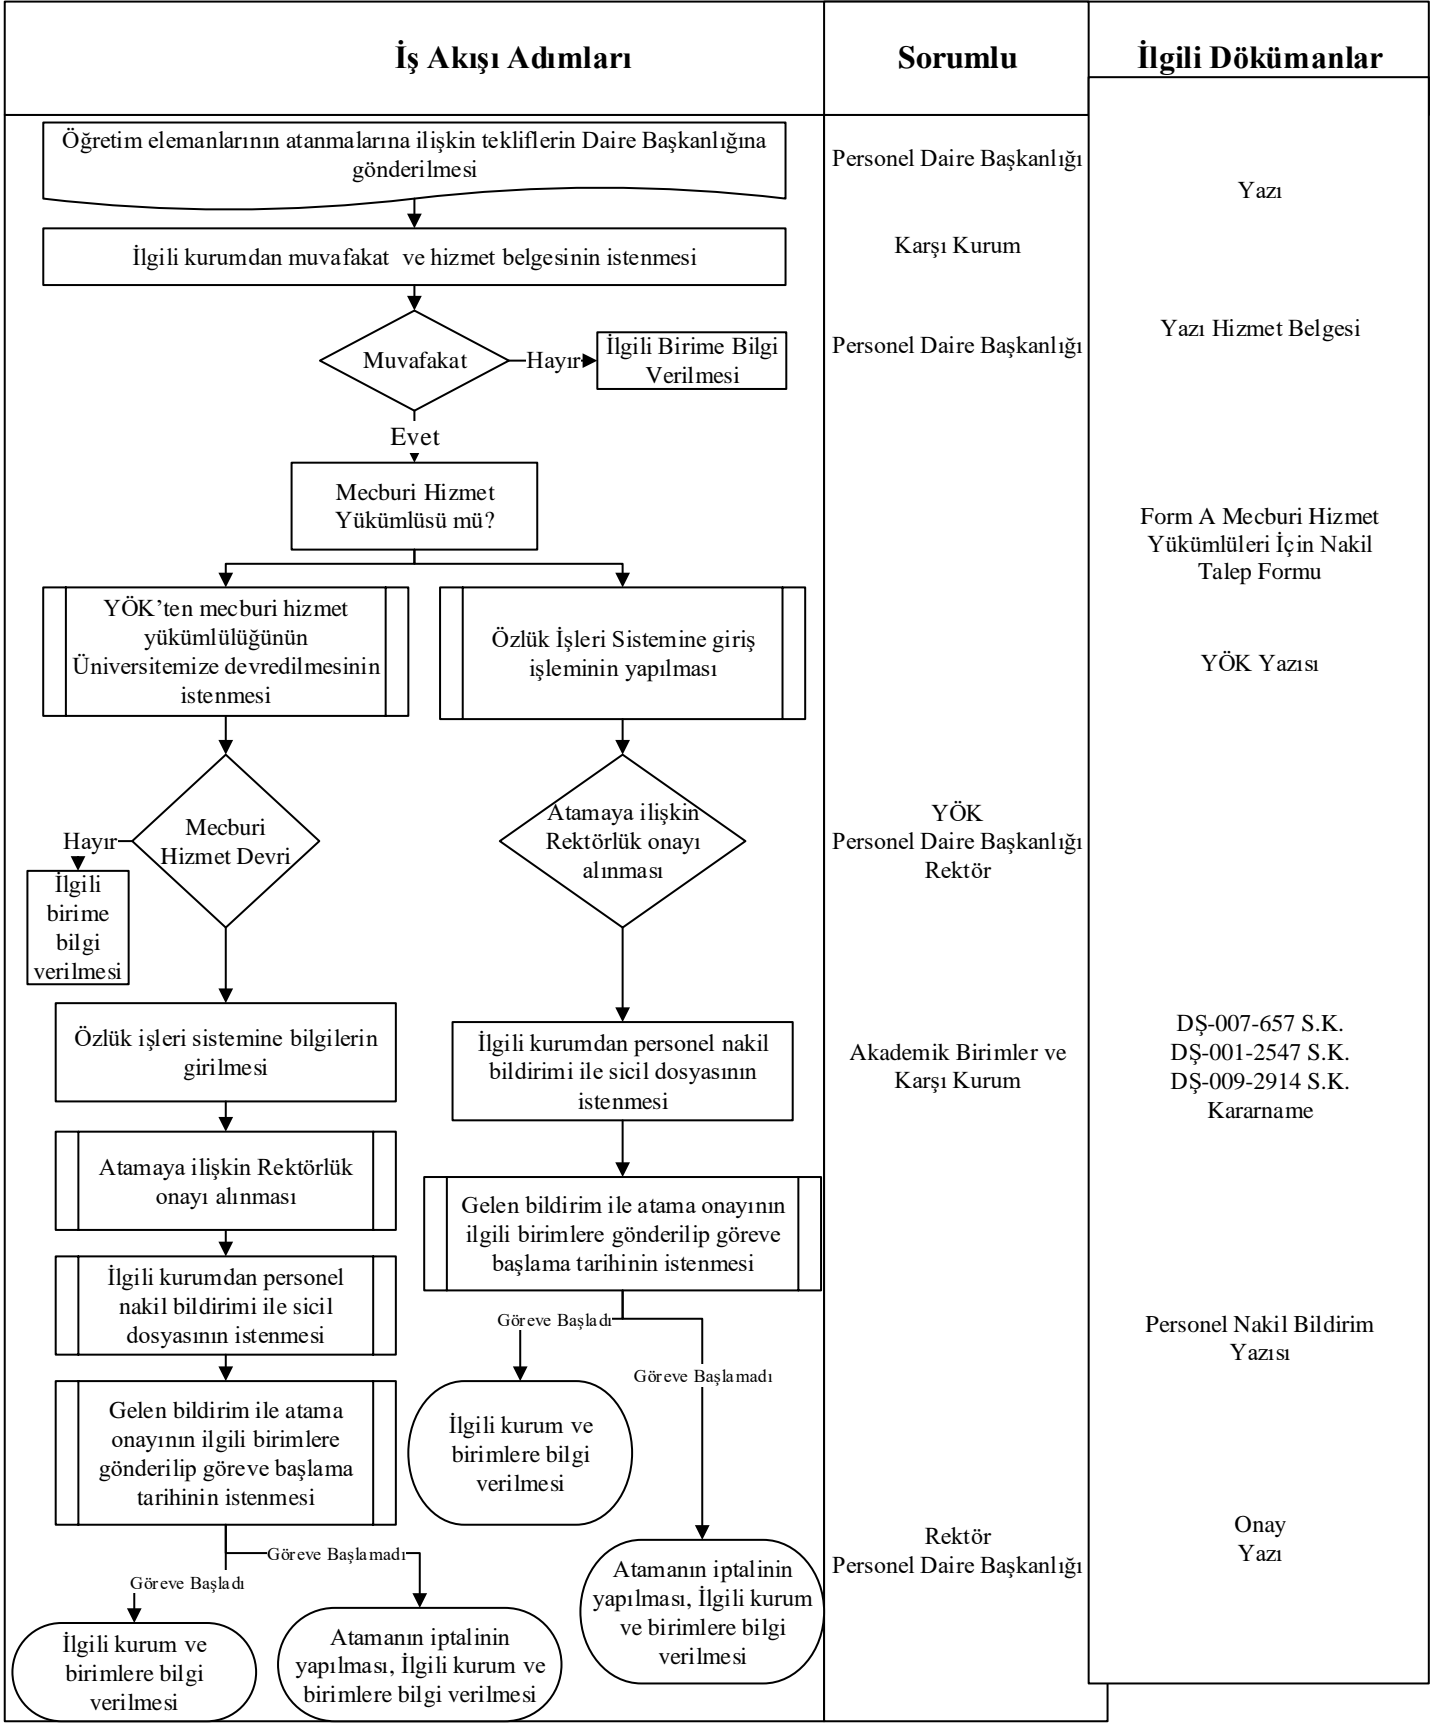 İş Akışı Adımları
Sorumlu
İlgili Dökümanlar
Öğretim elemanlarının atanmalarına ilişkin tekliflerin Daire Başkanlığına
gönderilmesi
Personel Daire Başkanlığı
Yazı
İlgili kurumdan muvafakat ve hizmet belgesinin istenmesi
Karşı Kurum
Muvafakat
Hayır
İlgili Birime Bilgi
Verilmesi
Personel Daire Başkanlığı
Yazı Hizmet Belgesi
Evet
Mecburi Hizmet
Yükümlüsü mü?
Form A Mecburi Hizmet
Yükümlüleri İçin Nakil
Talep Formu
YÖK’ten mecburi hizmet
yükümlülüğünün
Üniversitemize devredilmesinin
istenmesi
Özlük İşleri Sistemine giriş
işleminin yapılması
YÖK Yazısı
Mecburi
Hizmet Devri
Hayır
İlgili
birime
bilgi
verilmesi
Atamaya ilişkin
Rektörlük onayı
alınması
YÖK
Personel Daire Başkanlığı
Rektör
Özlük işleri sistemine bilgilerin
girilmesi
İlgili kurumdan personel nakil
bildirimi ile sicil dosyasının
istenmesi
Akademik Birimler ve
Karşı Kurum
DŞ-007-657 S.K.
DŞ-001-2547 S.K.
DŞ-009-2914 S.K.
Kararname
Atamaya ilişkin Rektörlük
onayı alınması
Gelen bildirim ile atama onayının
ilgili birimlere gönderilip göreve
başlama tarihinin istenmesi
İlgili kurumdan personel
nakil bildirimi ile sicil
dosyasının istenmesi
Göreve Başladı
Göreve Başlamadı
Personel Nakil Bildirim
Yazısı
Gelen bildirim ile atama
onayının ilgili birimlere
gönderilip göreve başlama
tarihinin istenmesi
İlgili kurum ve
birimlere bilgi
verilmesi
Göreve Başlamadı
Göreve Başladı
Atamanın iptalinin
yapılması, İlgili kurum
ve birimlere bilgi
verilmesi
Rektör
Personel Daire Başkanlığı
Onay
Yazı
İlgili kurum ve
birimlere bilgi
verilmesi
Atamanın iptalinin
yapılması, İlgili kurum ve
birimlere bilgi verilmesi